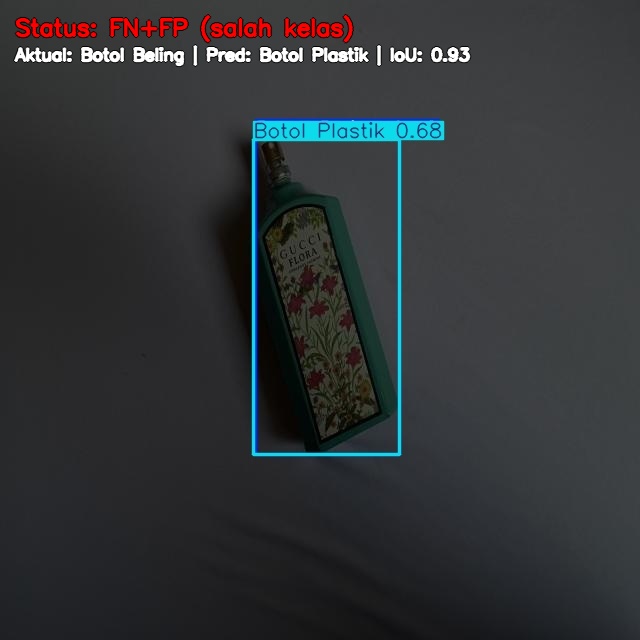 Status: FN+FP (salah kelas)
Aktual: Botol Beling | Pred: Botol Plastik | IoU: 0.93
Botol Plastik 0.68
GUCCI
FLORA